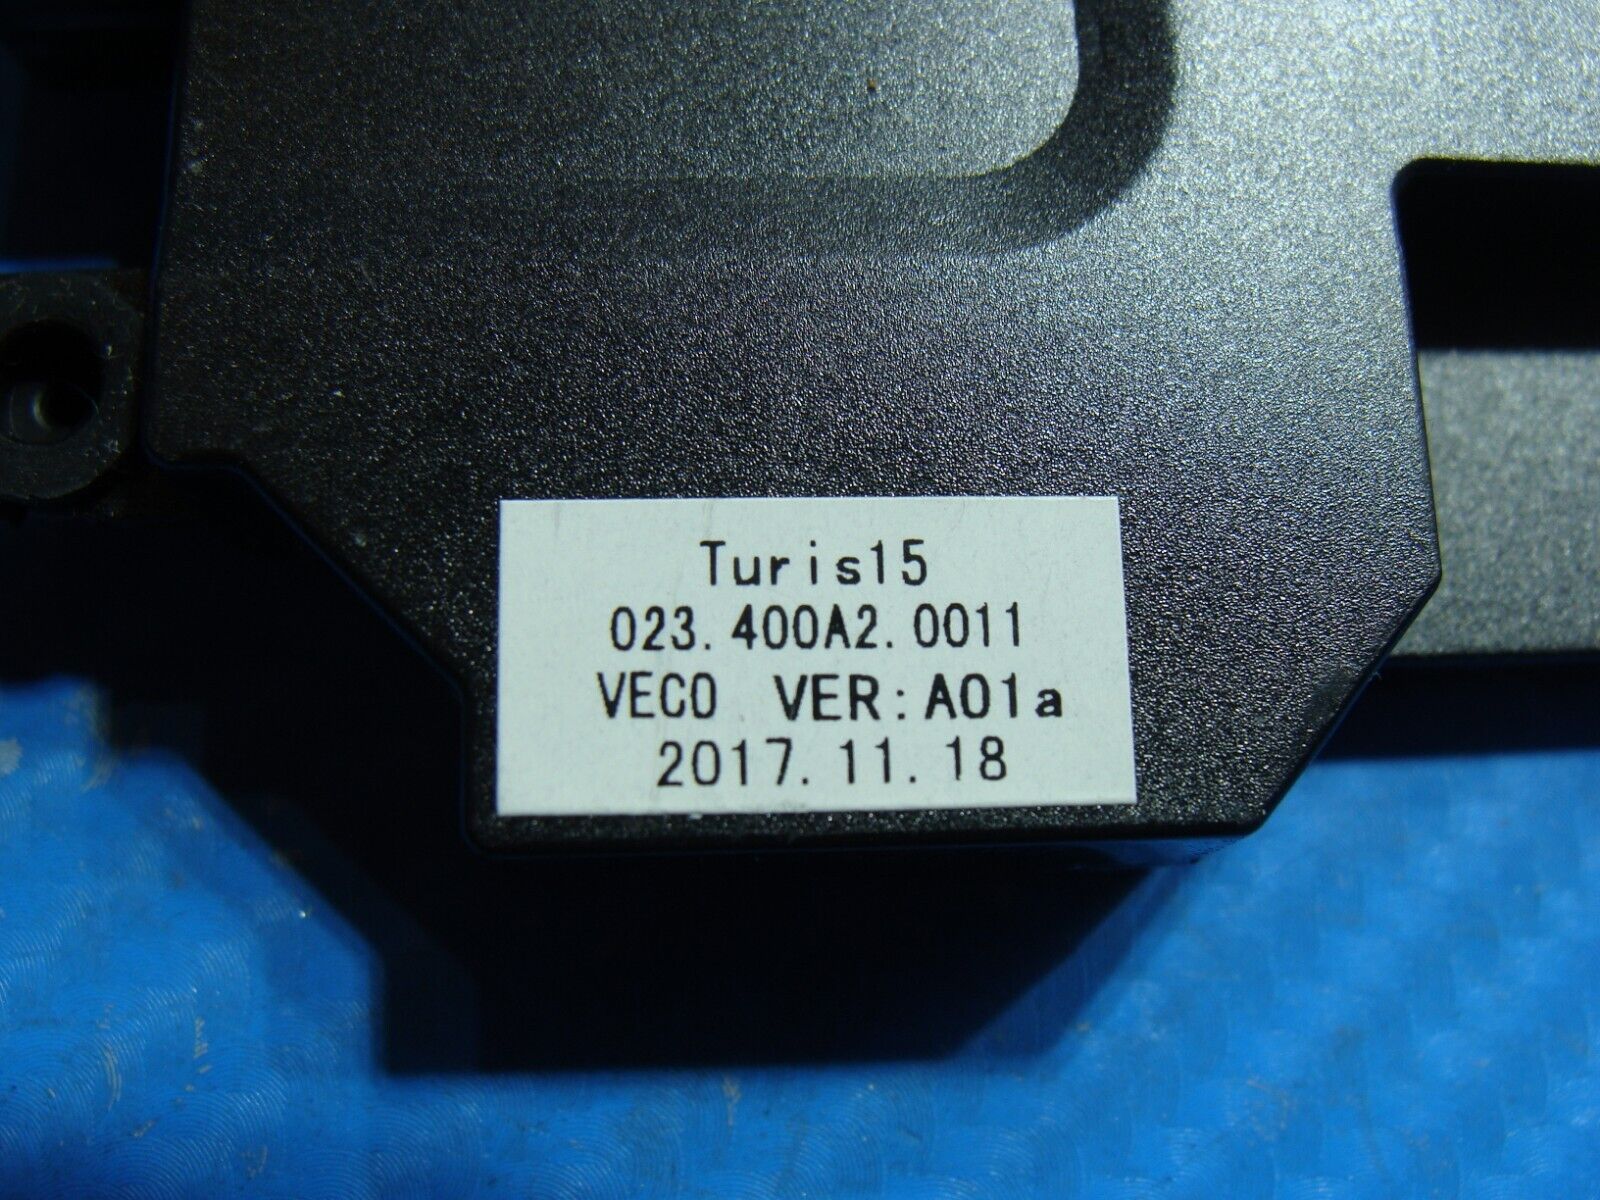 Turis15
023.400A2.0011
VECO VER:A01a
2017.11.18